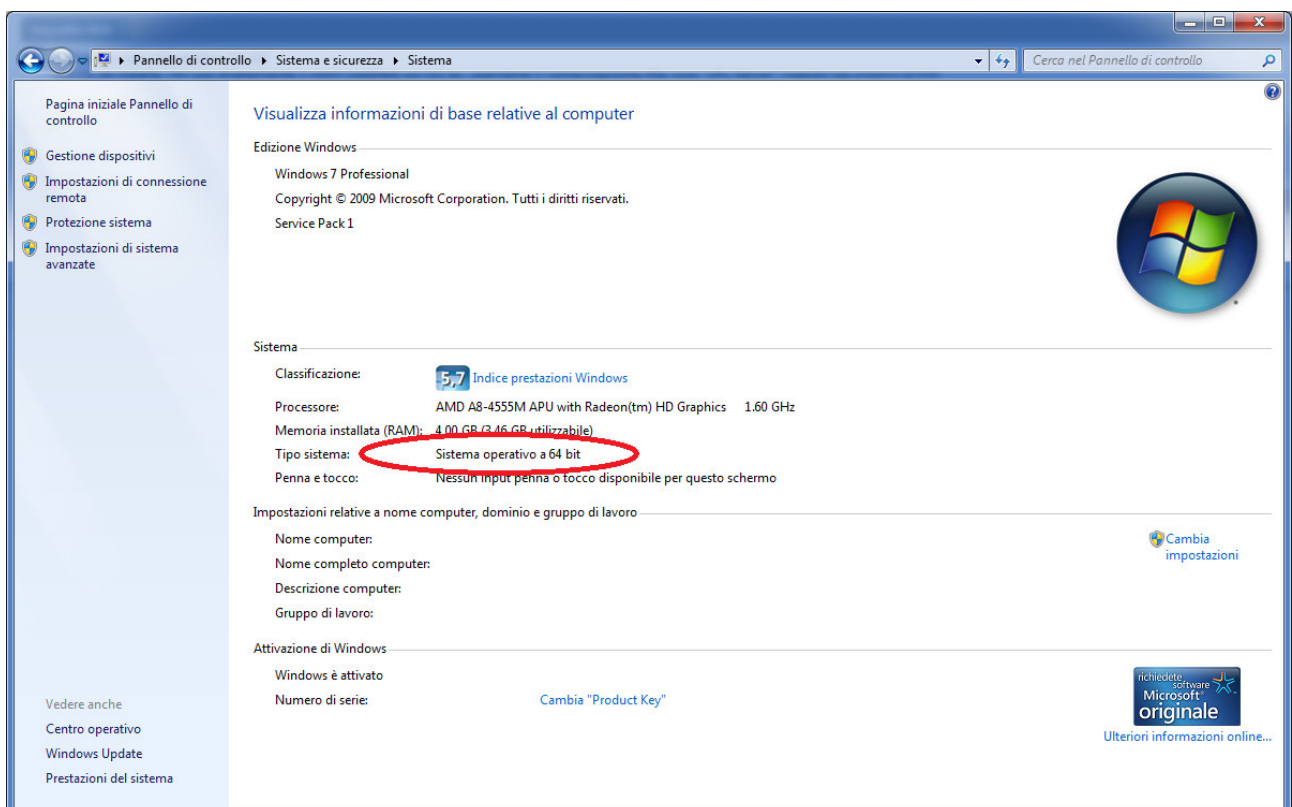 Pannello di controllo Sistema e sicurezza Sistema
Cerca nel Pannello di controllo
Pagina iniziale Pannello di
controllo
Gestione dispositivi
Impostazioni di connessione
remota
Protezione sistema
Impostazioni di sistema
avanzate
Vedere anche
Centro operativo
Windows Update
Prestazioni del sistema
Visualizza informazioni di base relative al computer
Edizione Windows
Windows 7 Professional
Copyright © 2009 Microsoft Corporation. Tutti i diritti riservati.
Service Pack 1
Sistema
Classificazione: 5,7 Indice prestazioni Windows
Processore: AMD A8-4555M APU with Radeon(tm) HD Graphics 1.60 GHz
Memoria installata (RAM): 4,00 GB (3,46 GB utilizzabile)
Tipo sistema: Sistema operativo a 64 bit
Penna e tocco: Nessun input penna o tocco disponibile per questo schermo
Impostazioni relative a nome computer, dominio e gruppo di lavoro
Nome computer:
Cambia
impostazioni
Nome completo computer:
Descrizione computer:
Gruppo di lavoro:
Attivazione di Windows
Windows è attivato
Numero di serie: Cambia "Product Key"
richiedete
software
Microsoft
originale
Ulteriori informazioni online...